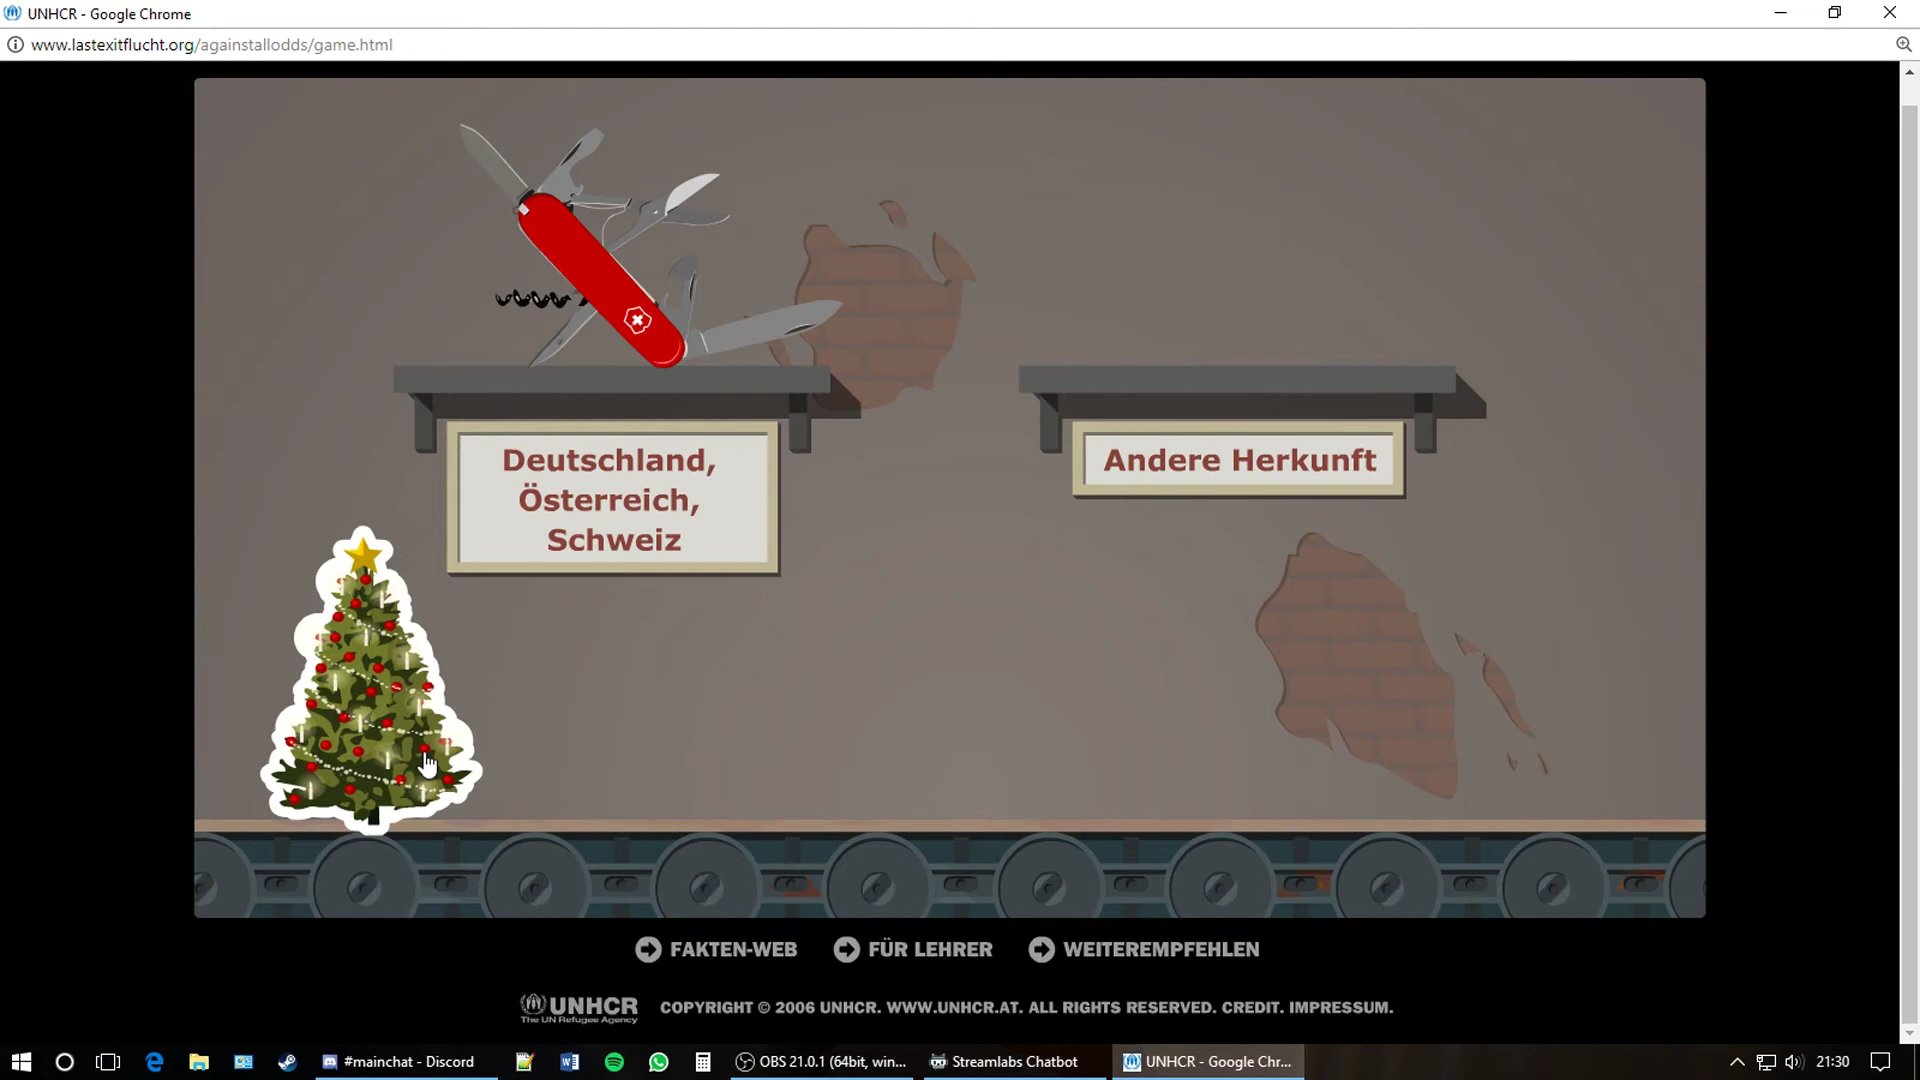 UNHCR - Google Chrome
www.lastexitflucht.org/againstallodds/game.html
Deutschland,
Österreich,
Schweiz
Andere Herkunft
FAKTEN-WEB
FÜR LEHRER
WEITEREMPFEHLEN
UNHCR
The UN Refugee Agency
COPYRIGHT © 2006 UNHCR. WWW.UNHCR.AT. ALL RIGHTS RESERVED. CREDIT. IMPRESSUM.
#mainchat - Discord
OBS 21.0.1 (64bit, win...
Streamlabs Chatbot
UNHCR - Google Chr...
21:30